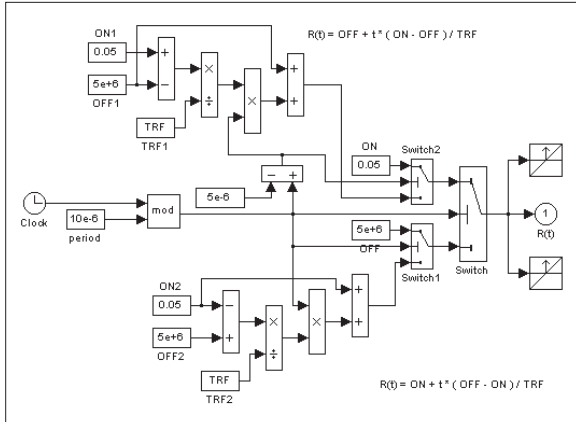 ON1
R(t) = OFF + t* ( ON - OFF ) / TRF
0.05
+
−
×
÷
×
+
+
5e+6
OFF1
TRF
TRF1
ON
0.05
Switch2
5e-6
− +
Clock
10e-6
period
mod
5e+6
OFF
Switch1
Switch
1
R(t)
ON2
0.05
−
+
×
÷
×
+
+
5e+6
OFF2
TRF
TRF2
R(t) = ON + t* ( OFF - ON ) / TRF